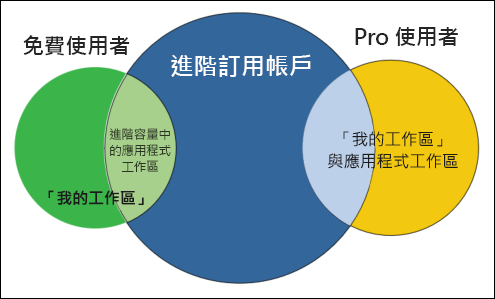 免費使用者
進階訂用帳戶
Pro 使用者
進階容量中
的應用程式
工作區
「我的工作區」
「我的工作區」
與應用程式工作區